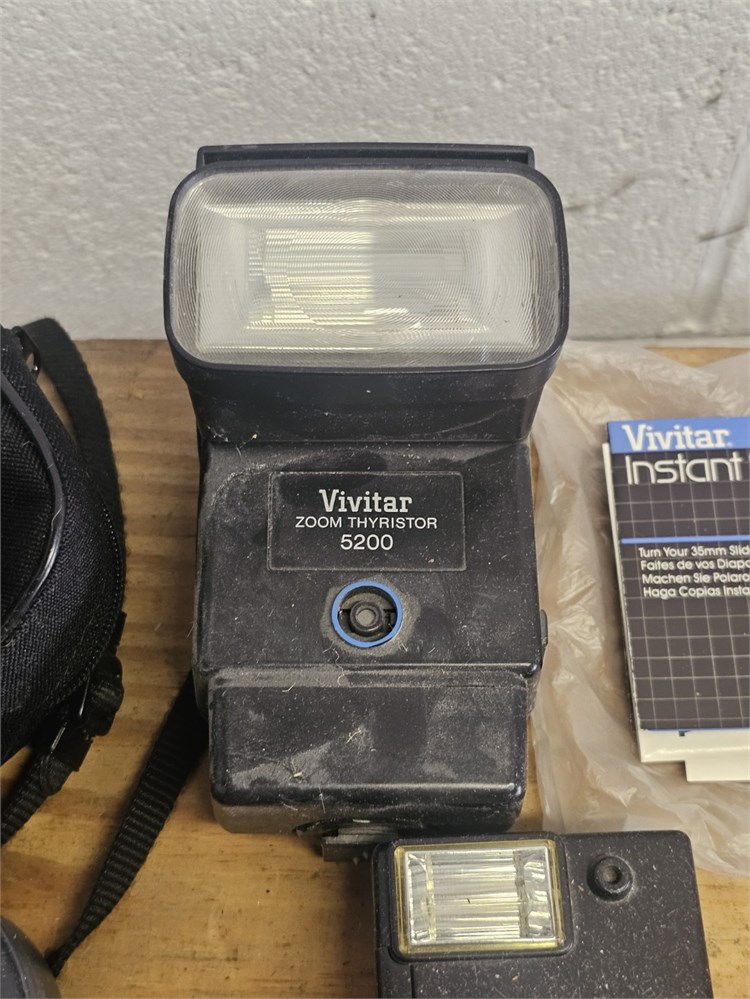 Vivitar
ZOOM THYRISTOR
5200
Vivitar.
Instant
Turn Your 35mm Slid
Faites de vos Diapo
Machen Sie Polaro
Haga Copias Insta